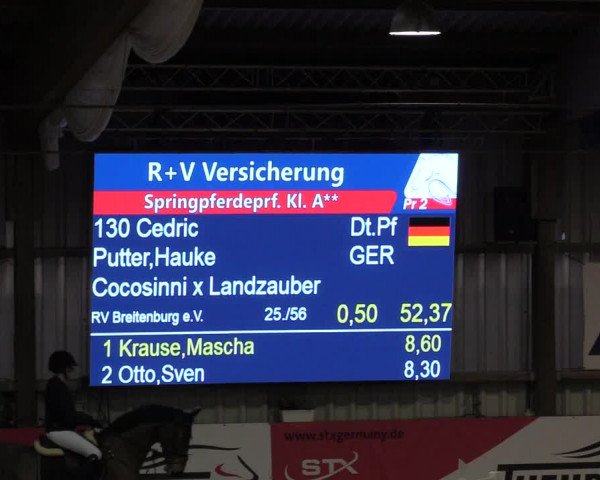 R+V Versicherung
Springpferdeprf. Kl. A** Pr 2
130 Cedric Dt.Pf
Putter,Hauke GER
Cocosinni x Landzauber
RV Breitenburg e.V. 25./56 0,50 52,37
1 Krause,Mascha 8,60
2 Otto,Sven 8,30
www.stxgermany.de
STX